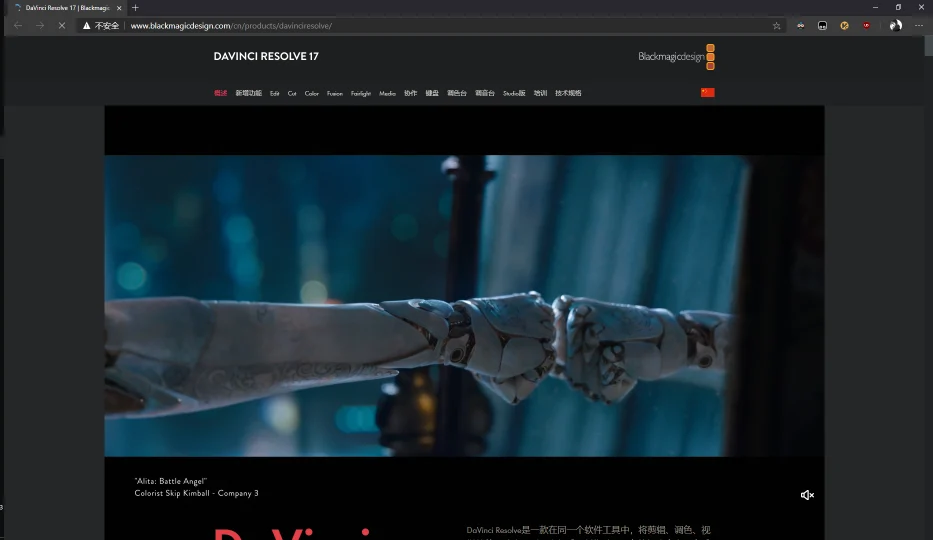 DaVinci Resolve 17 | Blackmagic
不安全 www.blackmagicdesign.com/cn/products/davinciresolve/
DAVINCI RESOLVE 17
Blackmagicdesign
概述 新增功能 Edit Cut Color Fusion Fairlight Media 协作 键盘 调色台 调音台 Studio版 培训 技术规格
"Alita: Battle Angel"
Colorist Skip Kimball - Company 3
DaVinci
DaVinci Resolve是一款在同一个软件工具中，将剪辑、调色、视